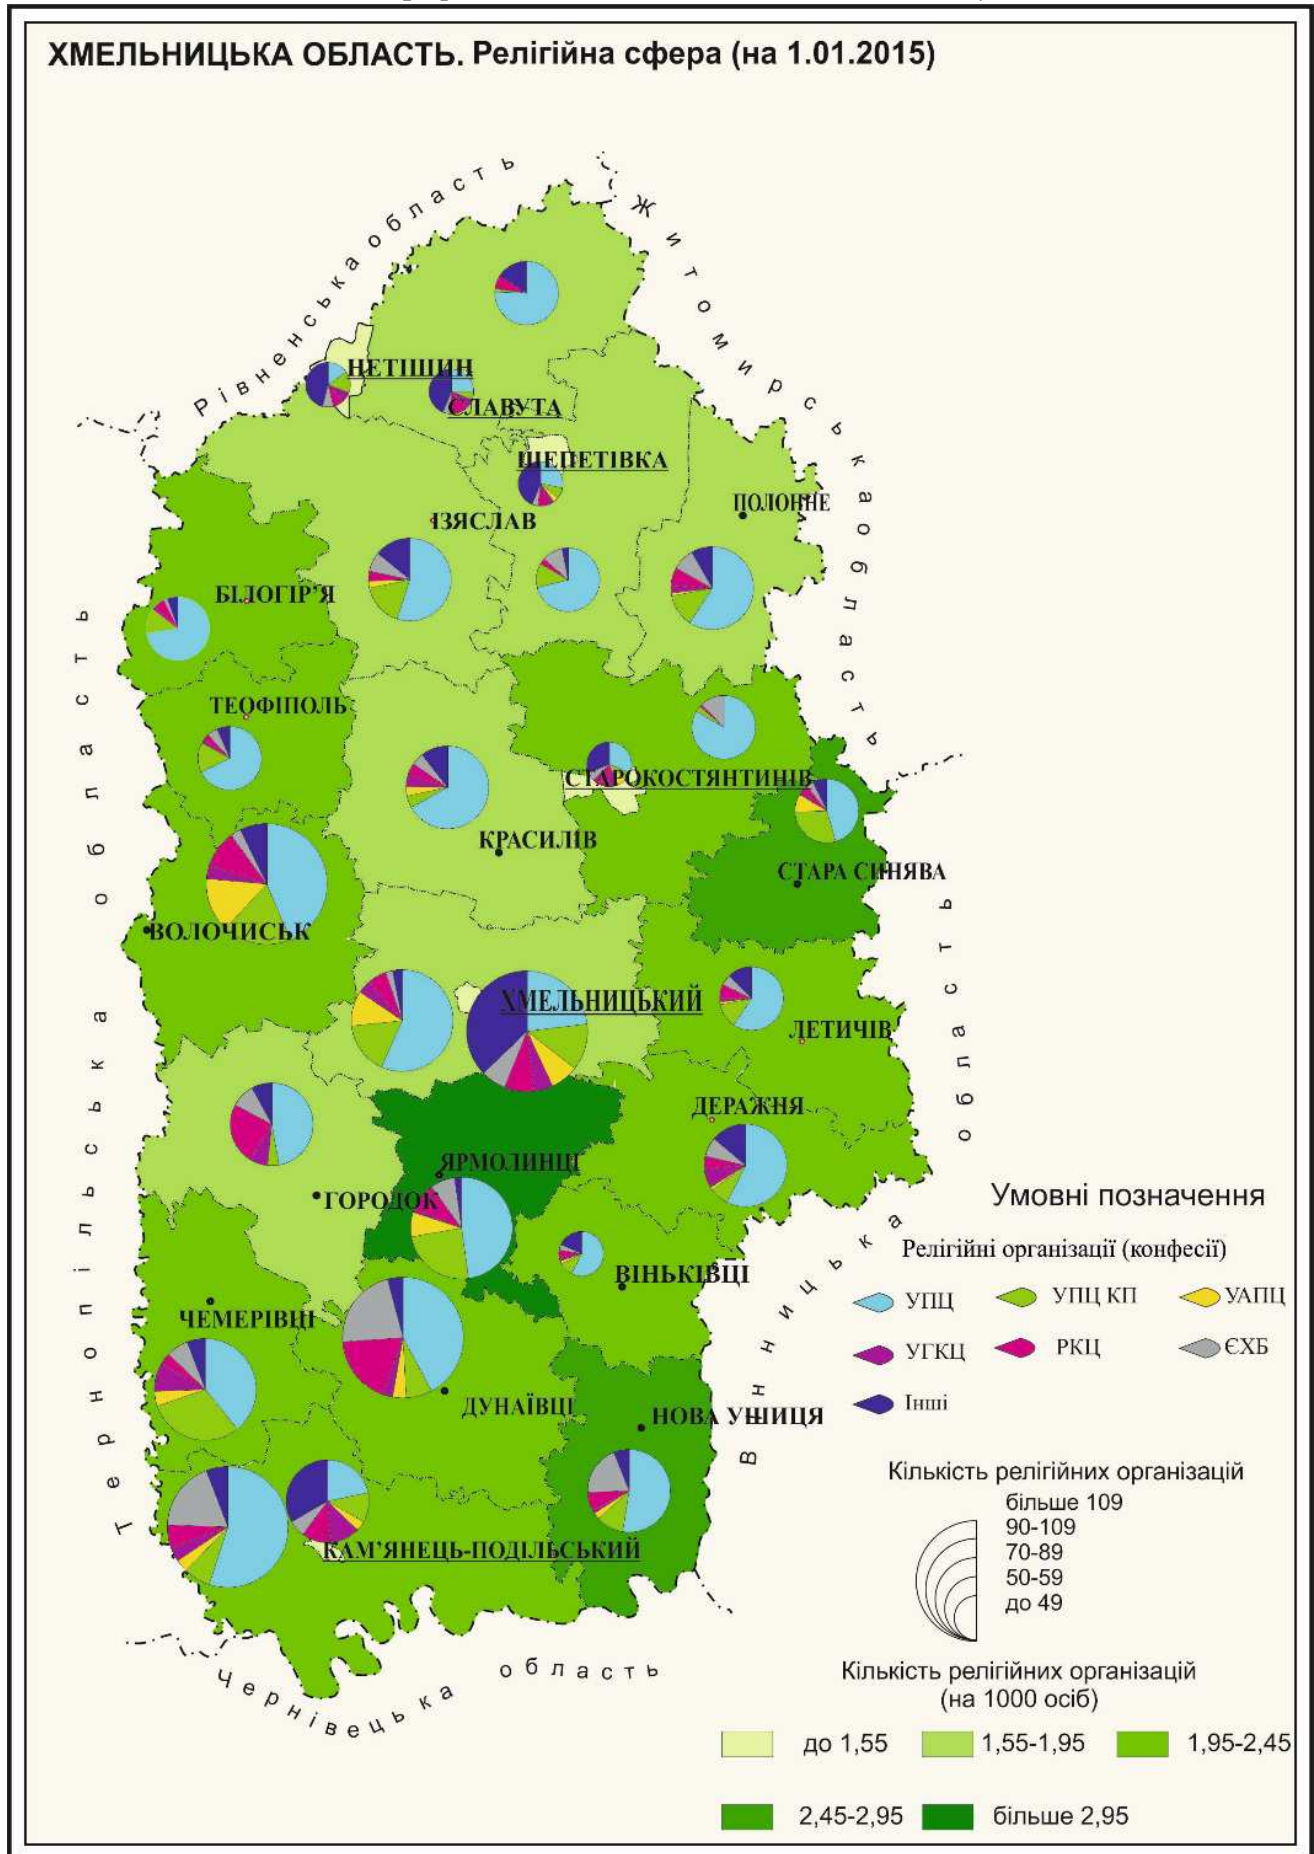 ХМЕЛЬНИЦЬКА ОБЛАСТЬ. Релігійна сфера (на 1.01.2015)
Рівненська область
Житомирська область
НЕТІШИН
СЛАВУТА
ШЕПЕТІВКА
ПОЛОННЕ
ІЗЯСЛАВ
БІЛОГІР’Я
ТЕОФІПОЛЬ
СТАРОКОСТЯНТИНІВ
КРАСИЛІВ
СТАРА СИНЯВА
ВОЛОЧИСЬК
ХМЕЛЬНИЦЬКИЙ
ЛЕТИЧІВ
ДЕРАЖНЯ
ЯРМОЛИНЦІ
ГОРОДОК
ВІНЬКІВЦІ
ЧЕМЕРІВЦІ
ДУНАЇВЦІ
НОВА УШИЦЯ
КАМ’ЯНЕЦЬ-ПОДІЛЬСЬКИЙ
Тернопільська область
Вінницька область
Чернівецька область
Умовні позначення
Релігійні організації (конфесії)
УПЦ УПЦ КП УАПЦ
УГКЦ РКЦ ЄХБ
Інші
Кількість релігійних організацій
більше 109
90-109
70-89
50-59
до 49
Кількість релігійних організацій
(на 1000 осіб)
до 1,55 1,55-1,95 1,95-2,45
2,45-2,95 більше 2,95